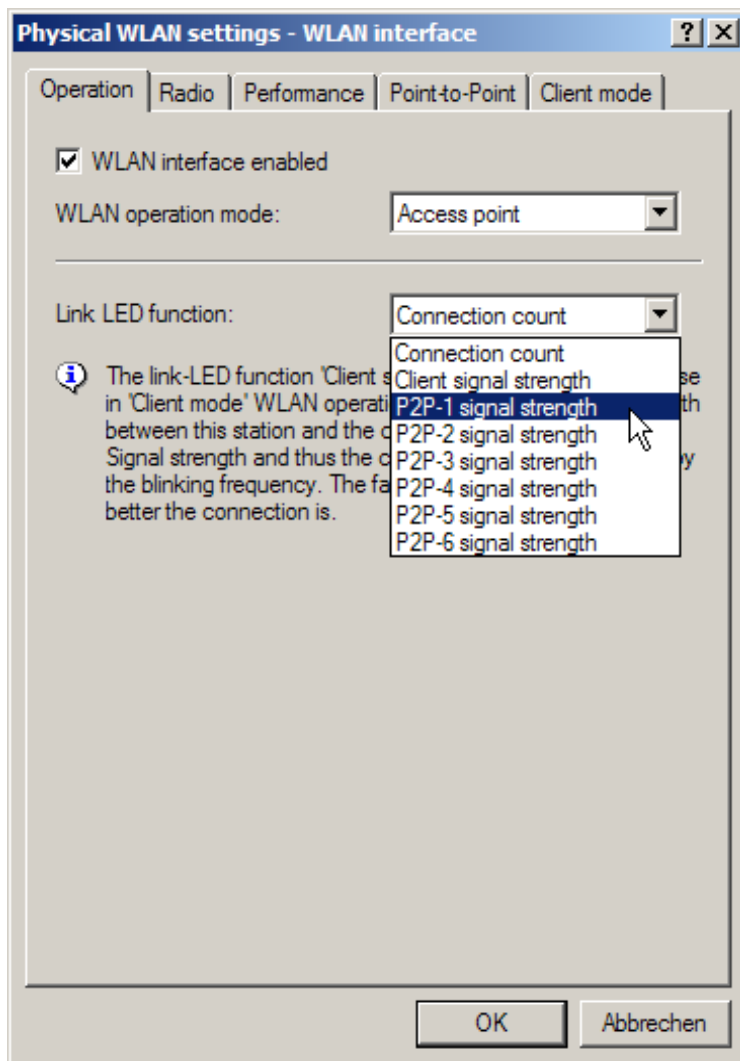 Physical WLAN settings - WLAN interface
Operation Radio Performance Point-to-Point Client mode
WLAN interface enabled
WLAN operation mode: Access point
Link LED function: Connection count
Connection count
The link-LED function 'Client s Client signal strength se
in 'Client mode' WLAN operati P2P-1 signal strength th
between this station and the P2P-2 signal strength
Signal strength and thus the P2P-3 signal strength y
the blinking frequency. The fa P2P-4 signal strength
better the connection is. P2P-5 signal strength
P2P-6 signal strength
OK Abbrechen